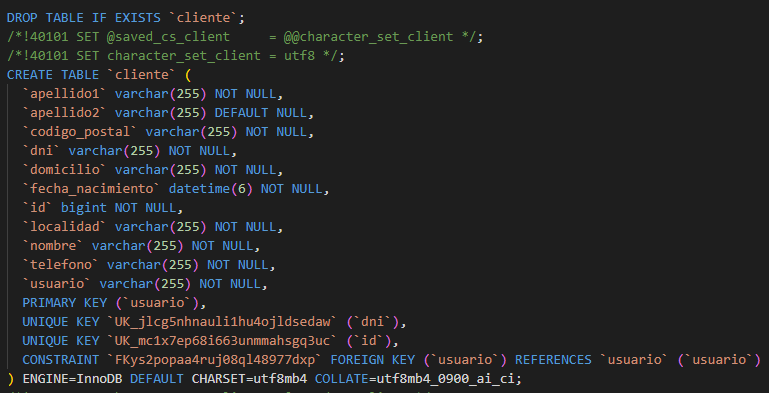 DROP TABLE IF EXISTS `cliente`;
/*!40101 SET @saved_cs_client     = @@character_set_client */;
/*!40101 SET character_set_client = utf8 */;
CREATE TABLE `cliente` (
  `apellido1` varchar(255) NOT NULL,
  `apellido2` varchar(255) DEFAULT NULL,
  `codigo_postal` varchar(255) NOT NULL,
  `dni` varchar(255) NOT NULL,
  `domicilio` varchar(255) NOT NULL,
  `fecha_nacimiento` datetime(6) NOT NULL,
  `id` bigint NOT NULL,
  `localidad` varchar(255) NOT NULL,
  `nombre` varchar(255) NOT NULL,
  `telefono` varchar(255) NOT NULL,
  `usuario` varchar(255) NOT NULL,
  PRIMARY KEY (`usuario`),
  UNIQUE KEY `UK_jlcg5nhnauli1hu4ojldsedaw` (`dni`),
  UNIQUE KEY `UK_mc1x7ep68i663unmmahsgq3uc` (`id`),
  CONSTRAINT `FKys2popaa4ruj08ql48977dxp` FOREIGN KEY (`usuario`) REFERENCES `usuario` (`usuario`)
) ENGINE=InnoDB DEFAULT CHARSET=utf8mb4 COLLATE=utf8mb4_0900_ai_ci;